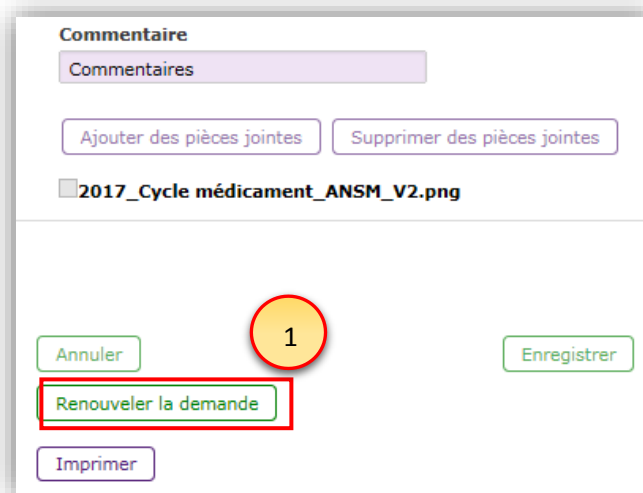 Commentaire
Commentaires
Ajouter des pièces jointes Supprimer des pièces jointes
2017_Cycle médicament_ANSM_V2.png
1
Annuler Enregistrer
Renouveler la demande
Imprimer